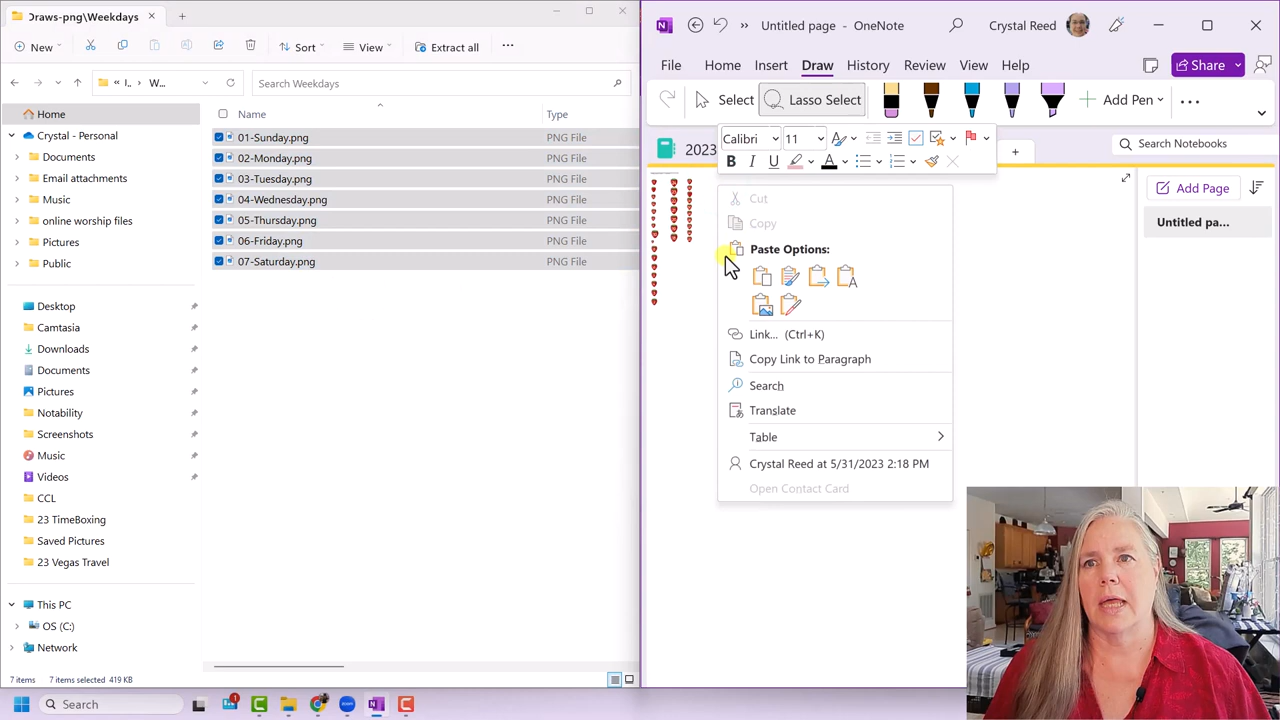 Draws-png\Weekdays
New
Sort
View
Extract all
W...
Search Weekdays
Home
Crystal - Personal
Documents
Email attachments
Music
online worship files
Pictures
Public
Desktop
Camtasia
Downloads
Documents
Pictures
Notability
Screenshots
Music
Videos
CCL
23 TimeBoxing
Saved Pictures
23 Vegas Travel
This PC
OS (C:)
Network
Name
Type
01-Sunday.png
PNG File
02-Monday.png
PNG File
03-Tuesday.png
PNG File
04-Wednesday.png
PNG File
05-Thursday.png
PNG File
06-Friday.png
PNG File
07-Saturday.png
PNG File
7 items
7 items selected 419 KB
Search
Untitled page - OneNote
Crystal Reed
File
Home
Insert
Draw
History
Review
View
Help
Share
Select
Lasso Select
Add Pen
2023
Calibri
11
B I U A
Search Notebooks
Add Page
Untitled pa...
Cut
Copy
Paste Options:
Link... (Ctrl+K)
Copy Link to Paragraph
Search
Translate
Table
Crystal Reed at 5/31/2023 2:18 PM
Open Contact Card